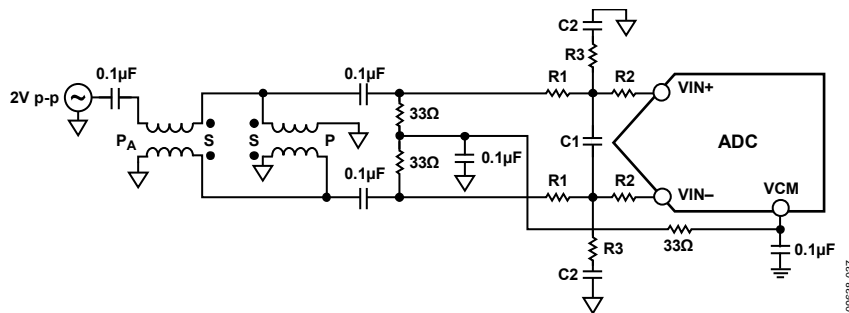 C2
R3
0.1µF
0.1µF
R1
R2
VIN+
2V p-p
33Ω
PA
S
S
P
0.1µF
C1
ADC
33Ω
0.1µF
R1
R2
VIN–
VCM
33Ω
R3
0.1µF
C2